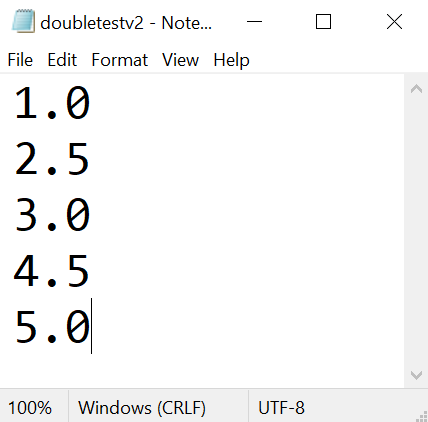 doubletestv2 - Note...
File Edit Format View Help
1.0
2.5
3.0
4.5
5.0
100% Windows (CRLF) UTF-8